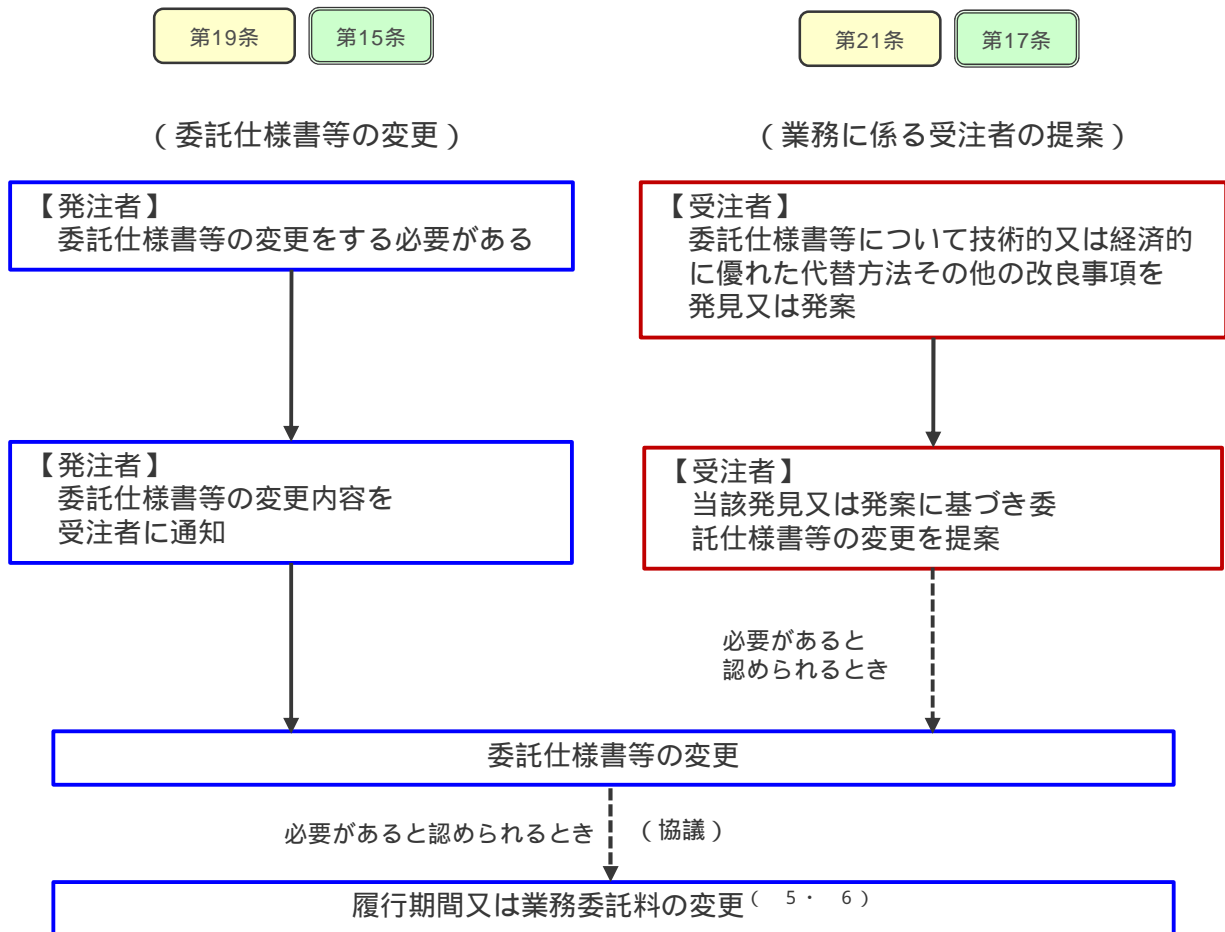 第19条
第15条
(委託仕様書等の変更)
【発注者】
委託仕様書等の変更をする必要がある
【発注者】
委託仕様書等の変更内容を
受注者に通知
第21条
第17条
(業務に係る受注者の提案)
【受注者】
委託仕様書等について技術的又は経済的
に優れた代替方法その他の改良事項を
発見又は発案
【受注者】
当該発見又は発案に基づき委
託仕様書等の変更を提案
必要があると
認められるとき
委託仕様書等の変更
必要があると認められるとき (協議)
履行期間又は業務委託料の変更( 5・ 6)